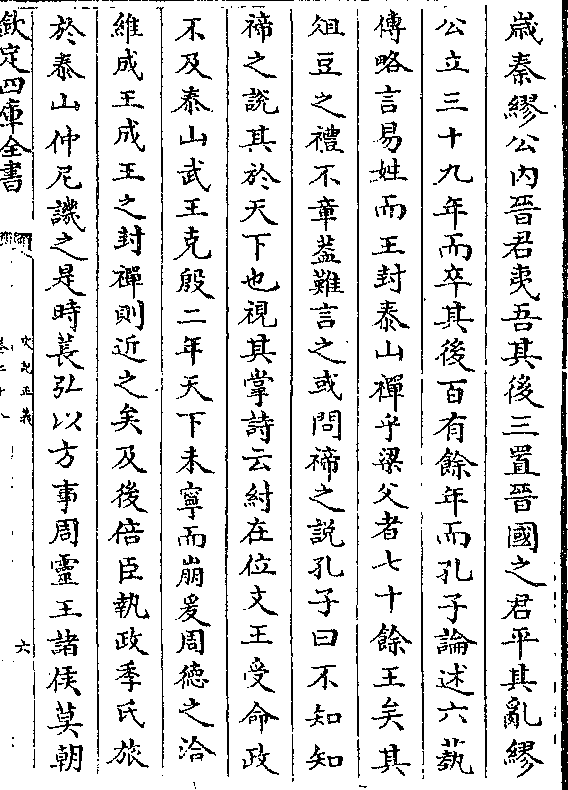 歲秦繆公内晉君夷吾其後三置晉國之君平其亂繆
公立三十九年而卒其後百有餘年而孔子論述六蓺
傳略言易姓而王封泰山禪乎梁父者七十餘王矣其
俎豆之禮不章葢難言之或問禘之說孔子曰不知知
禘之說其於天下也視其掌詩云紂在位文王受命政
不及泰山武王克殷二年天下未寧而崩爰周德之洽
維成王成王之封禪則近之矣及後倍臣執政季氏旅
於泰山仲尼譏之是時萇弘以方事周靈王諸侯莫朝
欽定四庫全書
史記正義
卷二十八
六